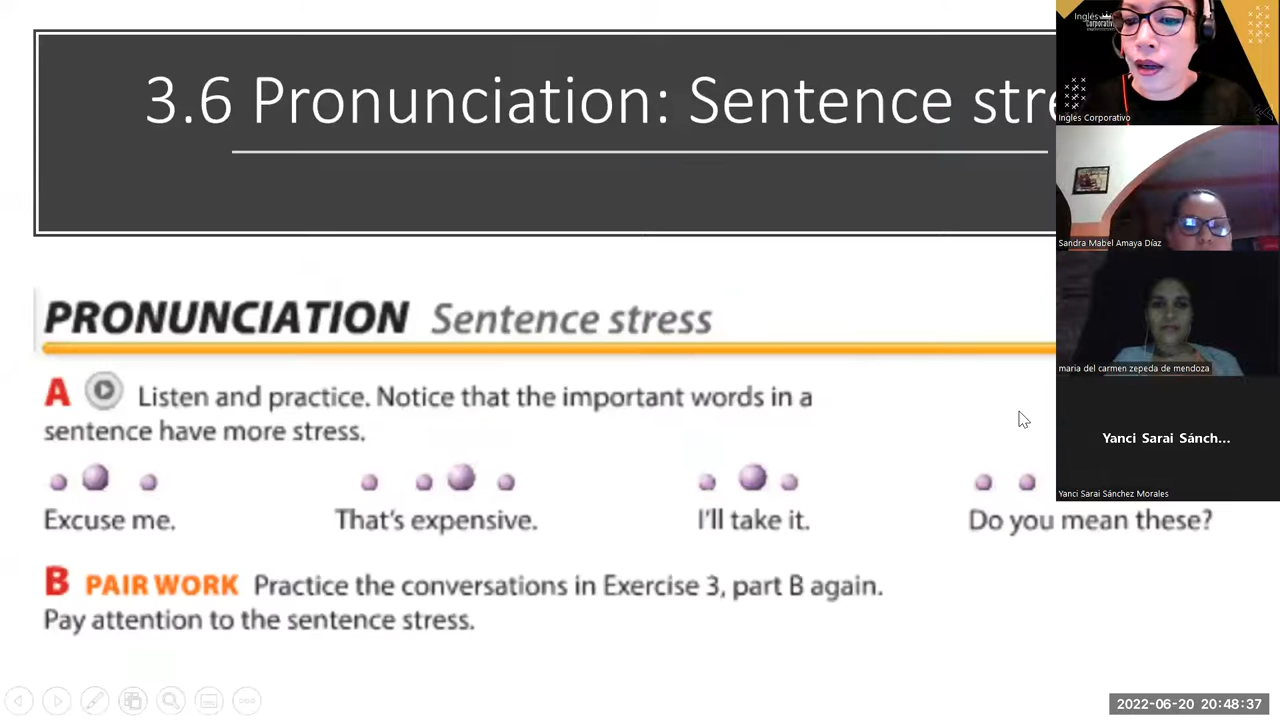 3.6 Pronunciation: Sentence
PRONUNCIATION Sentence stress
A Listen and practice. Notice that the important words in a
sentence have more stress.
Excuse me. That's expensive. I'll take it. Do you mean these?
B PAIR WORK Practice the conversations in Exercise 3, part B again.
Pay attention to the sentence stress.
Inglés
Corporativo
Inglés Corporativo
Sandra Mabel Amaya Díaz
maria del carmen zepeda de mendoza
Yanci Sarai Sánch...
Yanci Sarai Sánchez Morales
2022-06-20 20:48:37